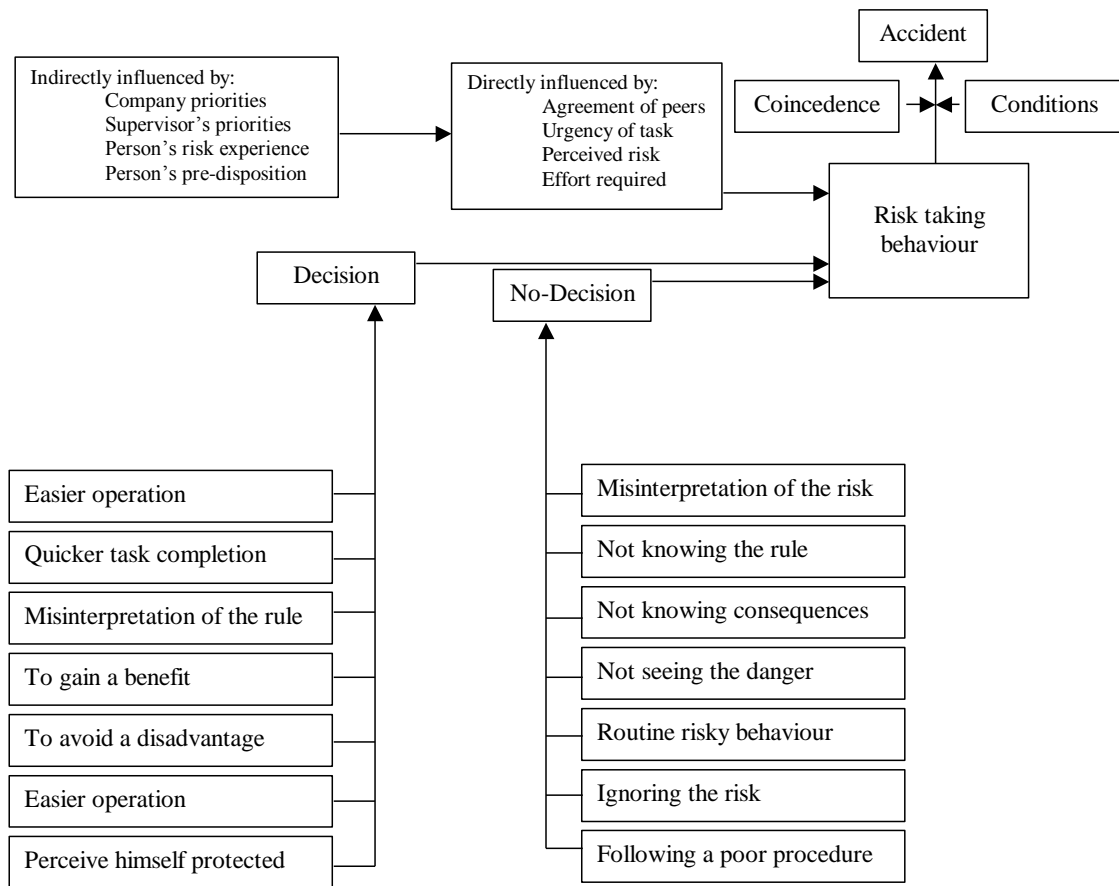 Accident
Indirectly influenced by:
Company priorities
Supervisor's priorities
Person's risk experience
Person's pre-disposition
Directly influenced by:
Agreement of peers
Urgency of task
Perceived risk
Effort required
Coincedence
Conditions
Risk taking
behaviour
Decision
No-Decision
Easier operation
Quicker task completion
Misinterpretation of the rule
To gain a benefit
To avoid a disadvantage
Easier operation
Perceive himself protected
Misinterpretation of the risk
Not knowing the rule
Not knowing consequences
Not seeing the danger
Routine risky behaviour
Ignoring the risk
Following a poor procedure